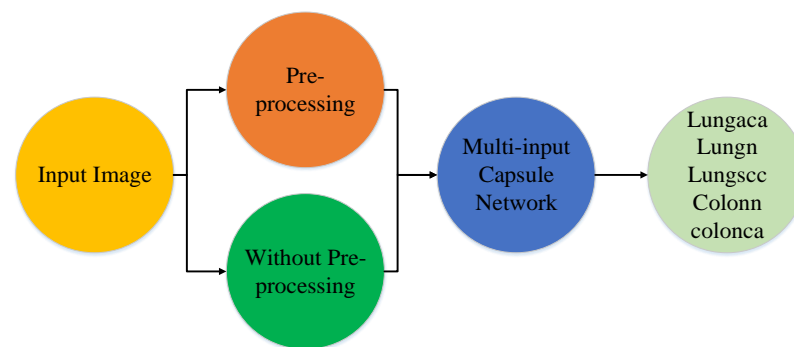 Input Image
Pre-
processing
Without Pre-
processing
Multi-input
Capsule
Network
Lungaca
Lungn
Lungscc
Colonn
colonca